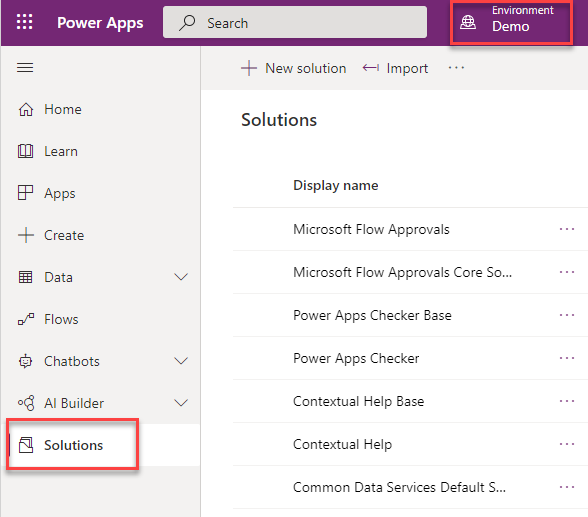 Power Apps
Search
Environment
Demo
New solution
Import
···
Home
Learn
Apps
Create
Data
Flows
Chatbots
AI Builder
Solutions
Solutions
Display name
Microsoft Flow Approvals ···
Microsoft Flow Approvals Core So... ···
Power Apps Checker Base ···
Power Apps Checker ···
Contextual Help Base ···
Contextual Help ···
Common Data Services Default S... ···